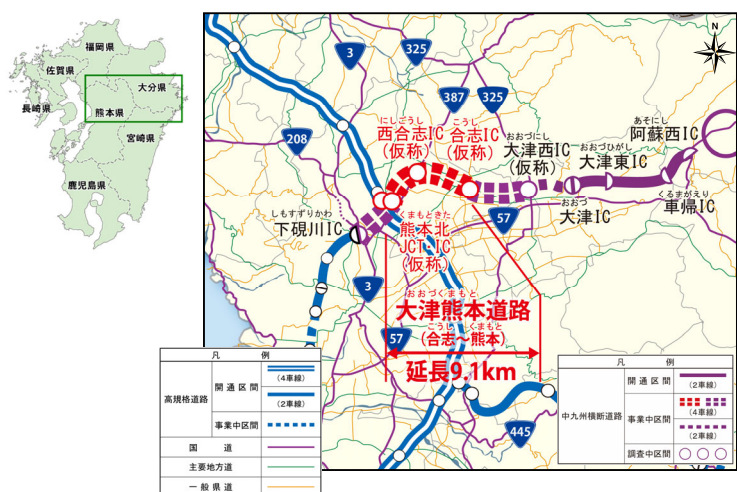 福岡県
佐賀県
大分県
長崎県
熊本県
宮崎県
鹿児島県
N
3
325
387
325
208
57
3
57
445
にしごうし
西合志IC
(仮称)
こうし
合志IC
(仮称)
おおづにし
大津西IC
(仮称)
おおづひがし
大津東IC
あそにし
阿蘇西IC
くるまがえり
車帰IC
おおづ
大津IC
しもすずりかわ
下硯川IC
くまもときた
熊本北
JCT・IC
(仮称)
おおづくまもと
大津熊本道路
こうし くまもと
(合志~熊本)
延長9.1km
凡 例
高規格道路
開通区間
(4車線)
(2車線)
事業中区間
国 道
主要地方道
一般県道
凡 例
中九州横断道路
開通区間
(2車線)
事業中区間
(4車線)
(2車線)
調査中区間